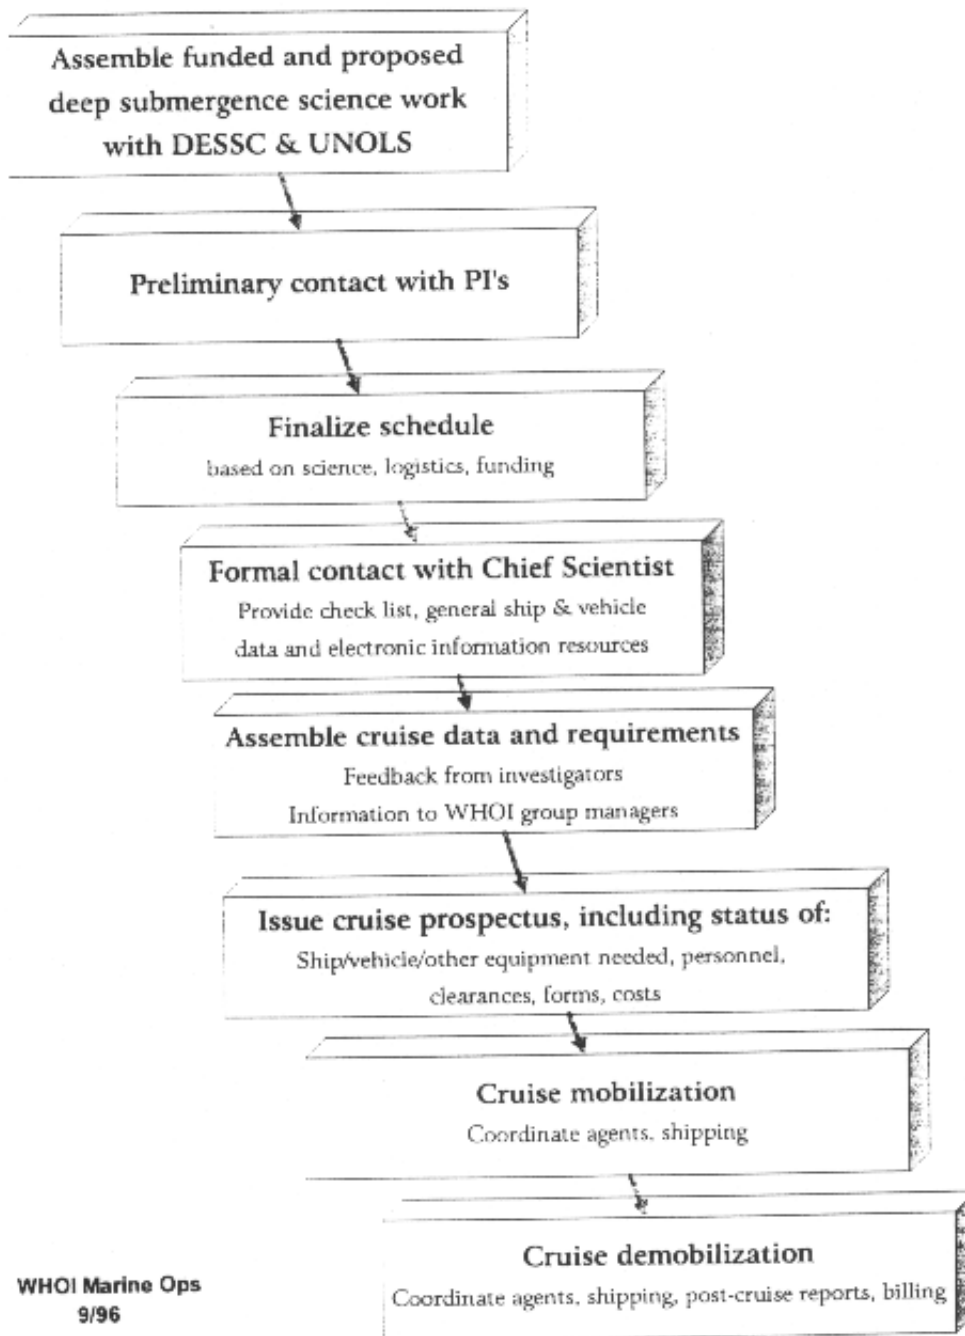 Assemble funded and proposed
deep submergence science work
with DESSC & UNOLS
Preliminary contact with PI's
Finalize schedule
based on science, logistics, funding
Formal contact with Chief Scientist
Provide check list, general ship & vehicle
data and electronic information resources
Assemble cruise data and requirements
Feedback from investigators
Information to WHOI group managers
Issue cruise prospectus, including status of:
Ship/vehicle/other equipment needed, personnel,
clearances, forms, costs
Cruise mobilization
Coordinate agents, shipping
Cruise demobilization
Coordinate agents, shipping, post-cruise reports, billing
WHOI Marine Ops
9/96